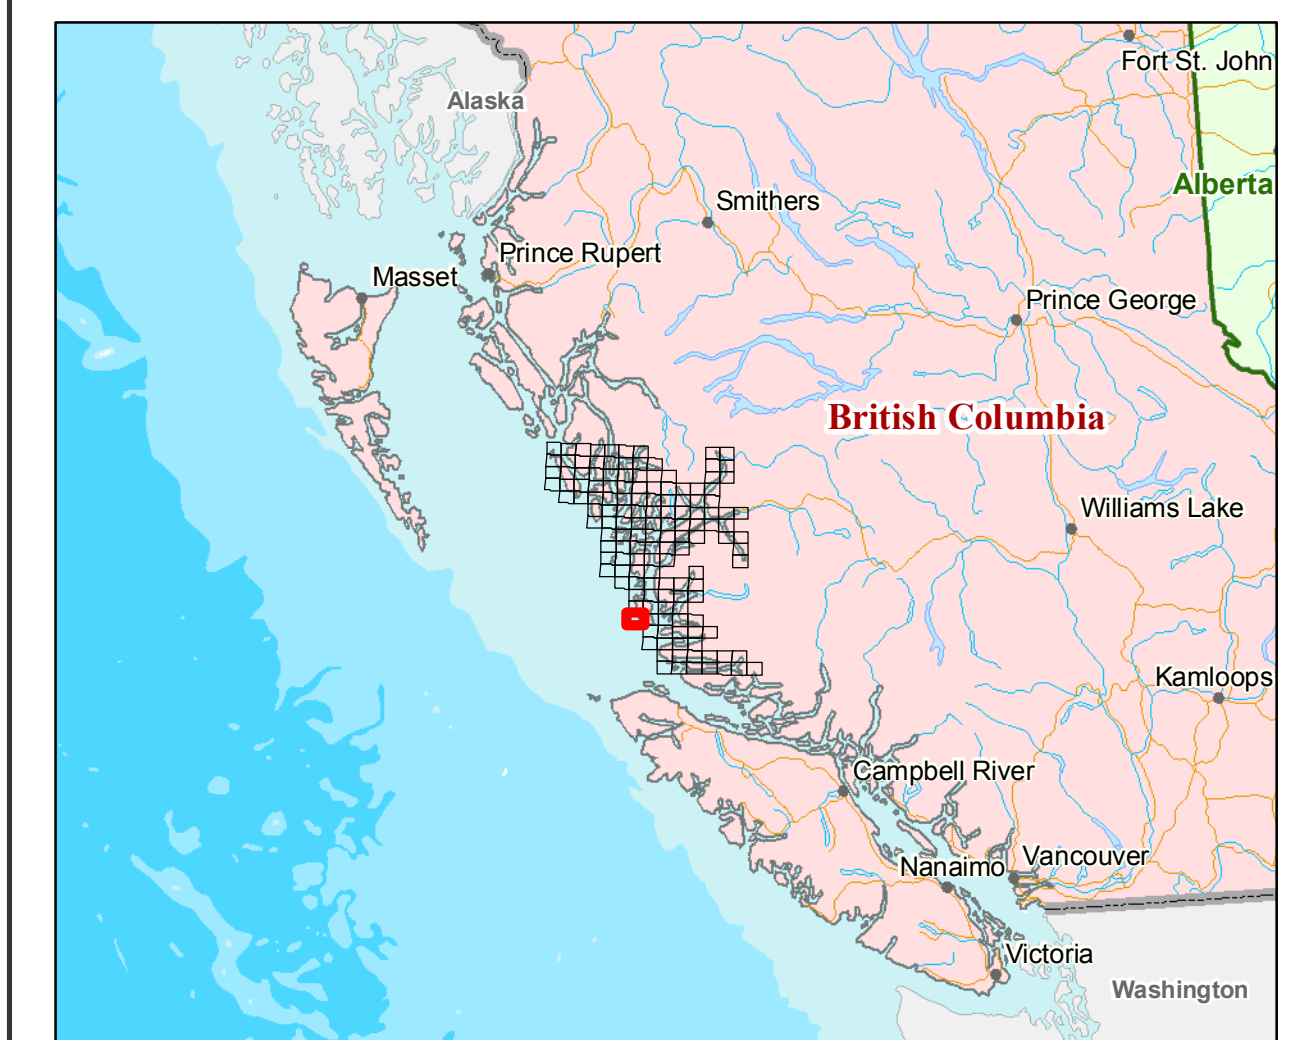 Fort St. John
Alaska
Alberta
Smithers
Prince Rupert
Masset
Prince George
British Columbia
Williams Lake
Kamloops
Campbell River
Vancouver
Nanaimo
Victoria
Washington